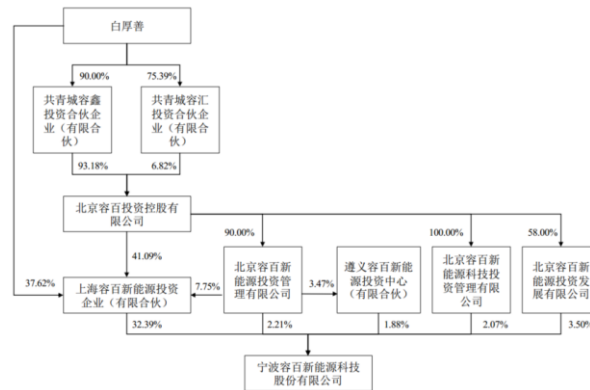 白厚善
90.00%
75.39%
共青城容鑫
投资合伙企
业（有限合
伙）
共青城容汇
投资合伙企
业（有限合
伙）
93.18%
6.82%
北京容百投资控股有
限公司
90.00%
100.00%
58.00%
41.09%
37.62%
上海容百新能源投资
企业（有限合伙）
7.75%
北京容百新
能源投资管
理有限公司
3.47%
遵义容百新能
源投资中心
（有限合伙）
北京容百新
能源科技投
资管理有限
公司
北京容百新
能源投资发
展有限公司
32.39%
2.21%
1.88%
2.07%
3.50%
宁波容百新能源科技
股份有限公司